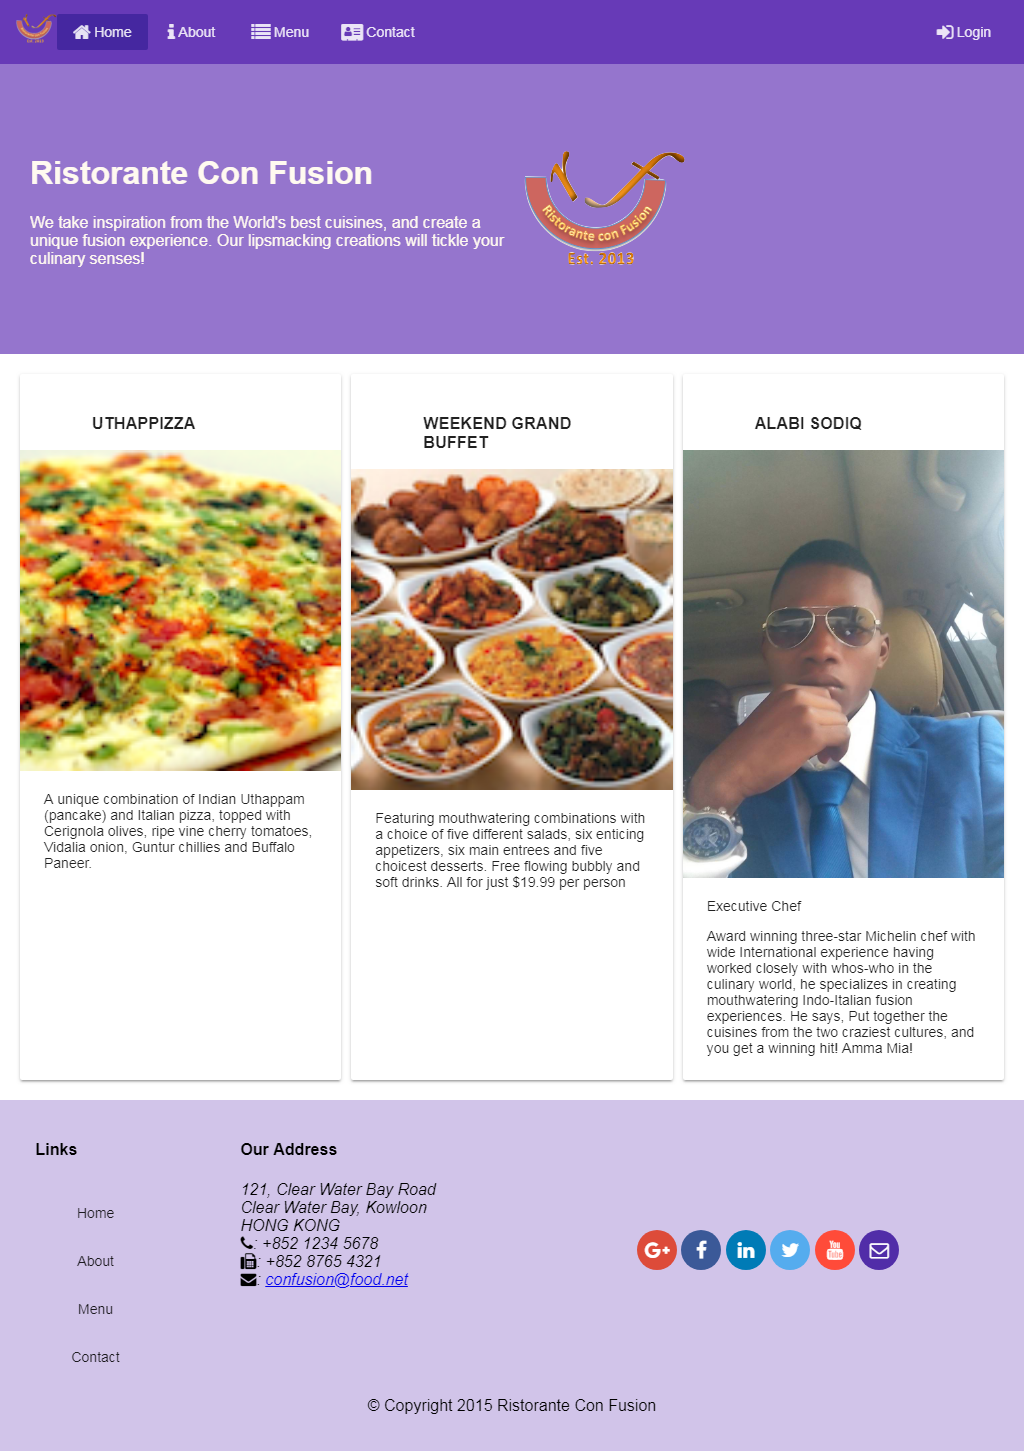 Home
About
Menu
Contact
Login
Ristorante Con Fusion
We take inspiration from the World's best cuisines, and create a
unique fusion experience. Our lipsmacking creations will tickle your
culinary senses!
Ristorante con Fusion
Est. 2013
UTHAPPIZZA
A unique combination of Indian Uthappam
(pancake) and Italian pizza, topped with
Cerignola olives, ripe vine cherry tomatoes,
Vidalia onion, Guntur chillies and Buffalo
Paneer.
WEEKEND GRAND
BUFFET
Featuring mouthwatering combinations with
a choice of five different salads, six enticing
appetizers, six main entrees and five
choicest desserts. Free flowing bubbly and
soft drinks. All for just $19.99 per person
ALABI SODIQ
Executive Chef
Award winning three-star Michelin chef with
wide International experience having
worked closely with whos-who in the
culinary world, he specializes in creating
mouthwatering Indo-Italian fusion
experiences. He says, Put together the
cuisines from the two craziest cultures, and
you get a winning hit! Amma Mia!
Links
Home
About
Menu
Contact
Our Address
121, Clear Water Bay Road
Clear Water Bay, Kowloon
HONG KONG
: +852 1234 5678
: +852 8765 4321
: confusion@food.net
G+ f in You Tube
© Copyright 2015 Ristorante Con Fusion